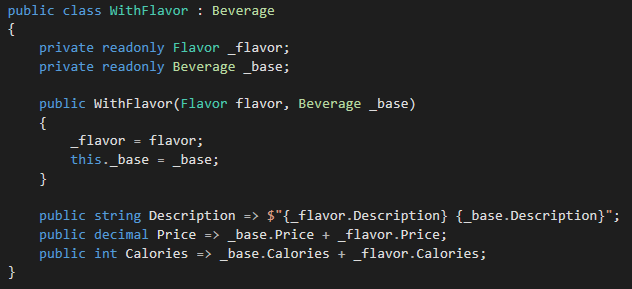 public class WithFlavor : Beverage
{
    private readonly Flavor _flavor;
    private readonly Beverage _base;

    public WithFlavor(Flavor flavor, Beverage _base)
    {
        _flavor = flavor;
        this._base = _base;
    }

    public string Description => $"{_flavor.Description} {_base.Description}";
    public decimal Price => _base.Price + _flavor.Price;
    public int Calories => _base.Calories + _flavor.Calories;
}